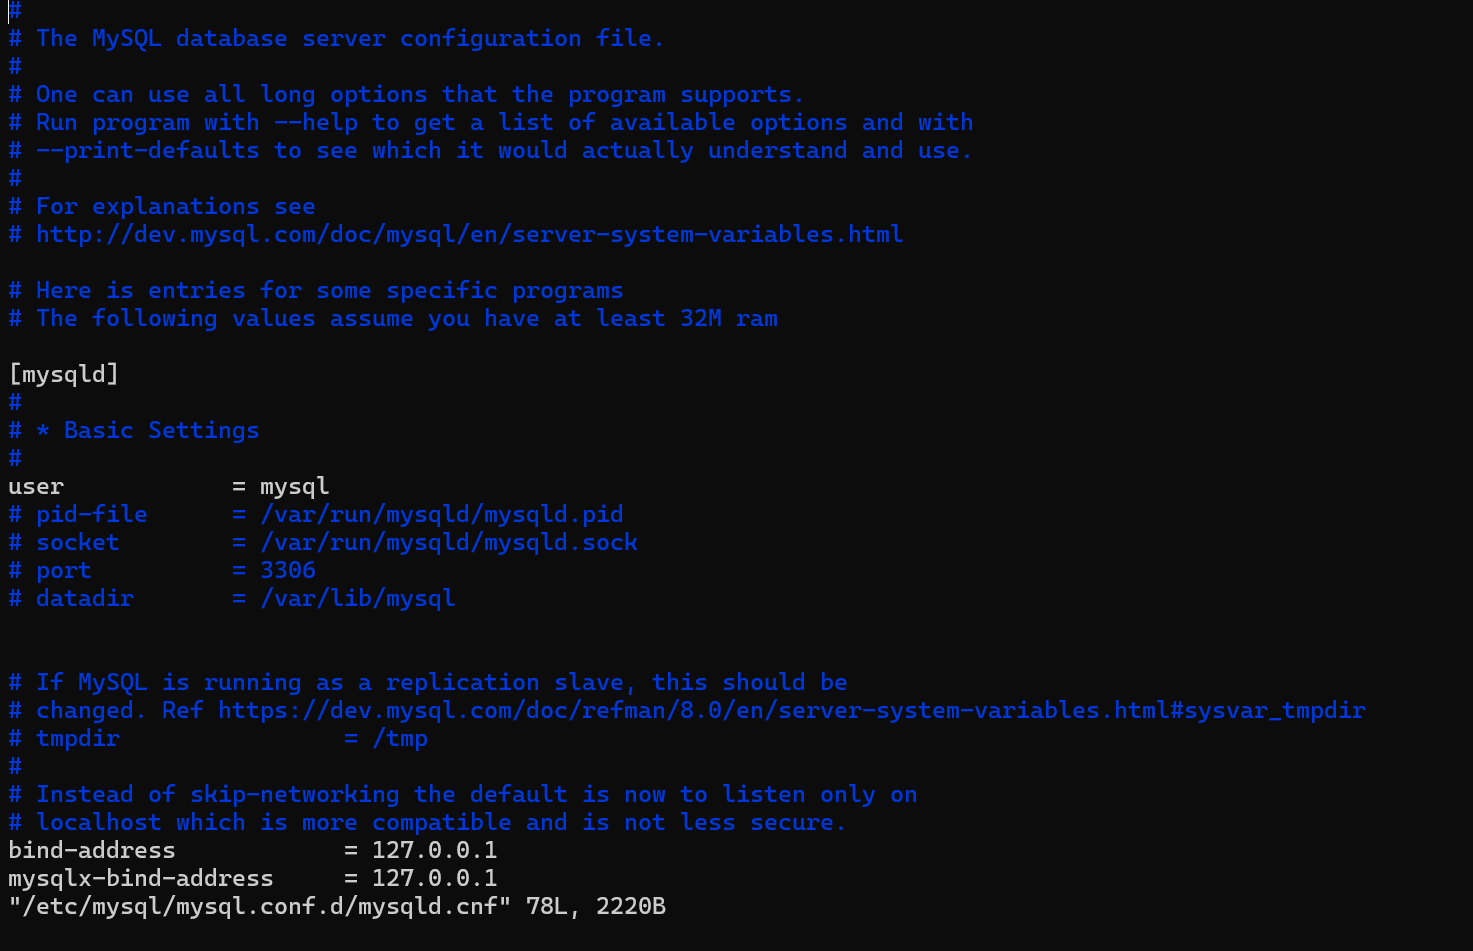 #
# The MySQL database server configuration file.
#
# One can use all long options that the program supports.
# Run program with --help to get a list of available options and with
# --print-defaults to see which it would actually understand and use.
#
# For explanations see
# http://dev.mysql.com/doc/mysql/en/server-system-variables.html

# Here is entries for some specific programs
# The following values assume you have at least 32M ram

[mysqld]
#
# * Basic Settings
#
user            = mysql
# pid-file      = /var/run/mysqld/mysqld.pid
# socket        = /var/run/mysqld/mysqld.sock
# port          = 3306
# datadir       = /var/lib/mysql


# If MySQL is running as a replication slave, this should be
# changed. Ref https://dev.mysql.com/doc/refman/8.0/en/server-system-variables.html#sysvar_tmpdir
# tmpdir                = /tmp
#
# Instead of skip-networking the default is now to listen only on
# localhost which is more compatible and is not less secure.
bind-address            = 127.0.0.1
mysqlx-bind-address     = 127.0.0.1
"/etc/mysql/mysql.conf.d/mysqld.cnf" 78L, 2220B